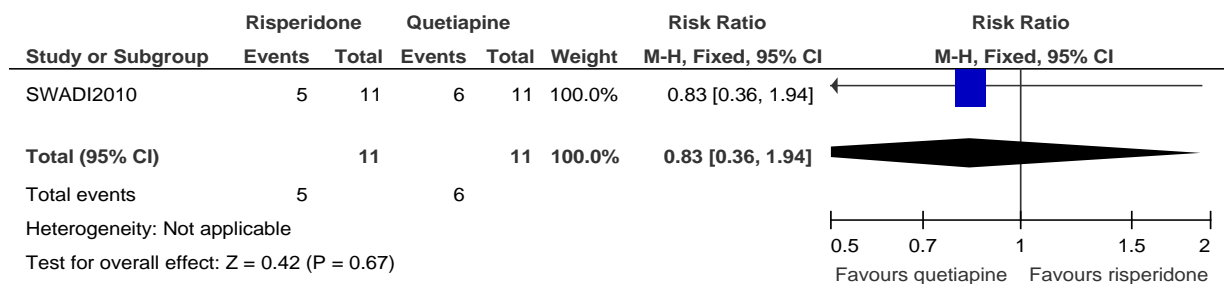 Risperidone Quetiapine Risk Ratio Risk Ratio
Study or Subgroup Events Total Events Total Weight M-H, Fixed, 95% CI M-H, Fixed, 95% CI
SWADI2010 5 11 6 11 100.0% 0.83 [0.36, 1.94]
Total (95% CI) 11 11 100.0% 0.83 [0.36, 1.94]
Total events 5 6
Heterogeneity: Not applicable
Test for overall effect: Z = 0.42 (P = 0.67)
0.5 0.7 1 1.5 2
Favours quetiapine Favours risperidone